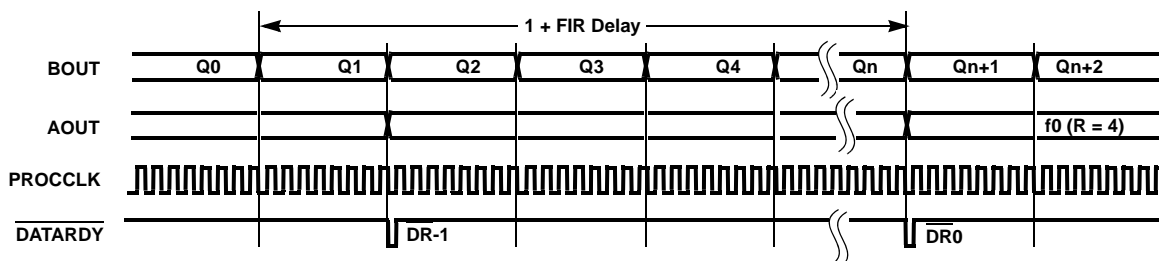 1 + FIR Delay
BOUT Q0 Q1 Q2 Q3 Q4 Qn Qn+1 Qn+2
AOUT f0 (R = 4)
PROCCLK
DATARDY DR-1 DR0